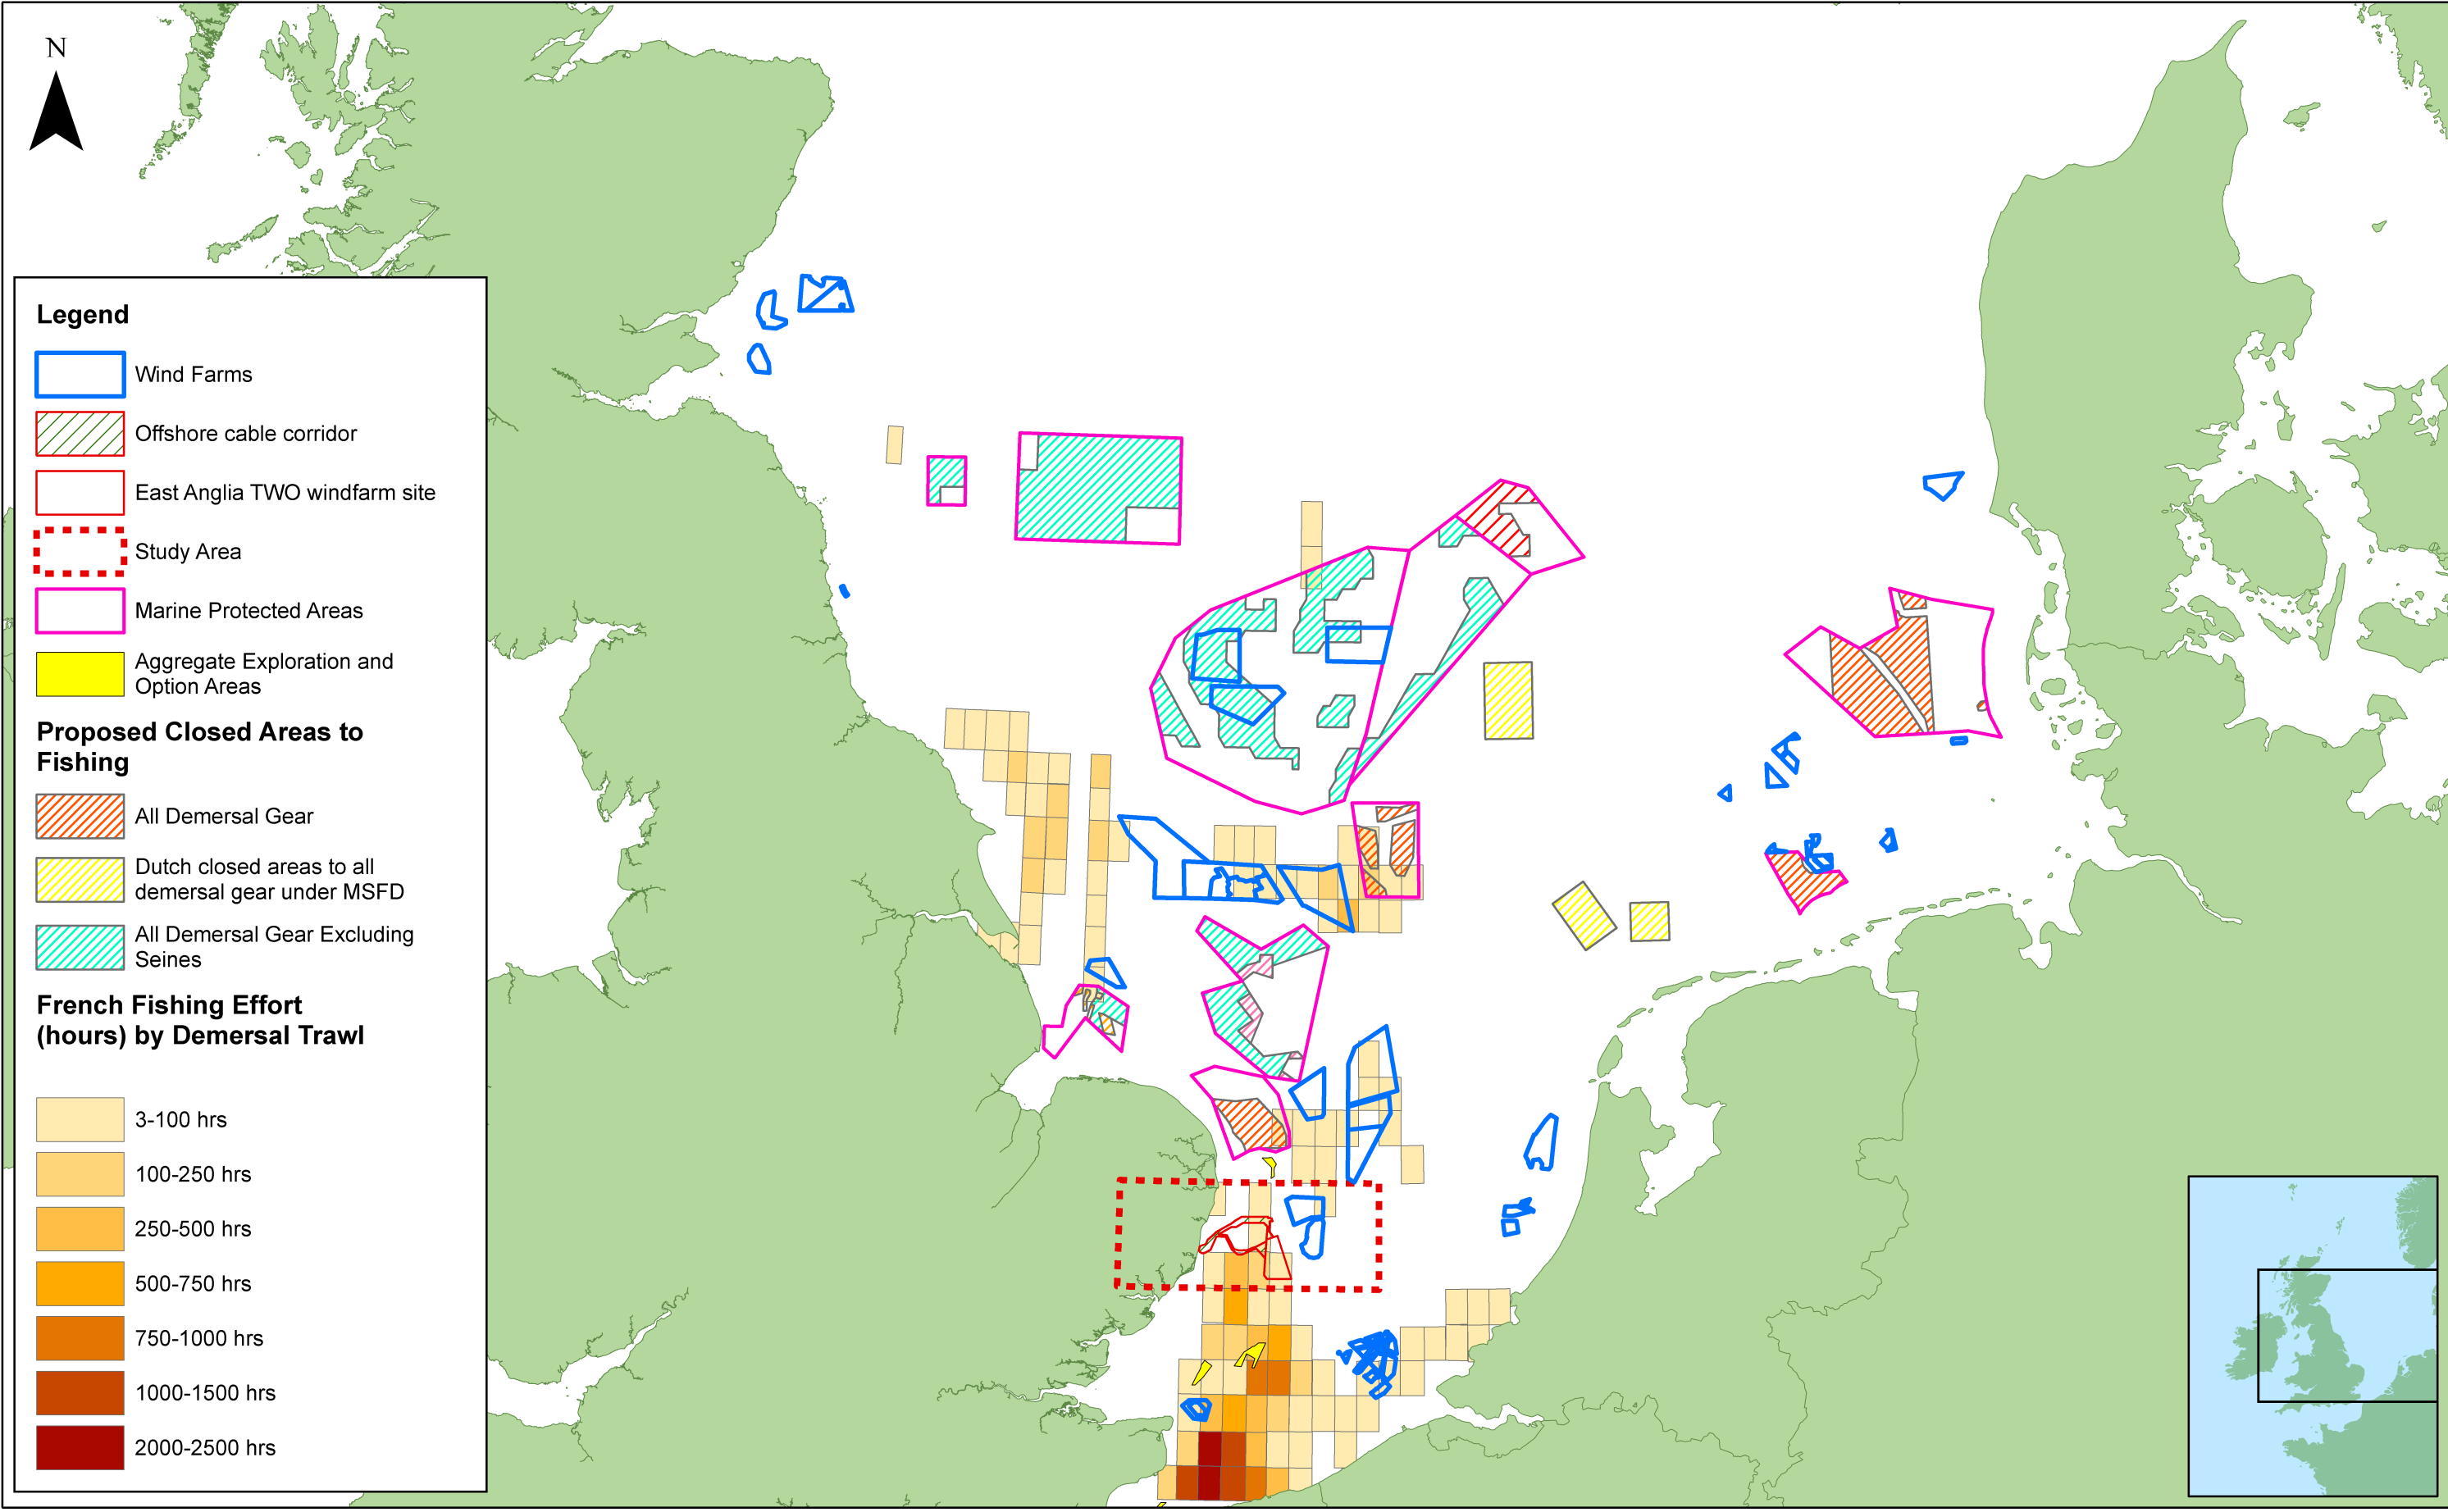 N
Legend
Wind Farms
Offshore cable corridor
East Anglia TWO windfarm site
Study Area
Marine Protected Areas
Aggregate Exploration and
Option Areas
Proposed Closed Areas to
Fishing
All Demersal Gear
Dutch closed areas to all
demersal gear under MSFD
All Demersal Gear Excluding
Seines
French Fishing Effort
(hours) by Demersal Trawl
3-100 hrs
100-250 hrs
250-500 hrs
500-750 hrs
750-1000 hrs
1000-1500 hrs
2000-2500 hrs